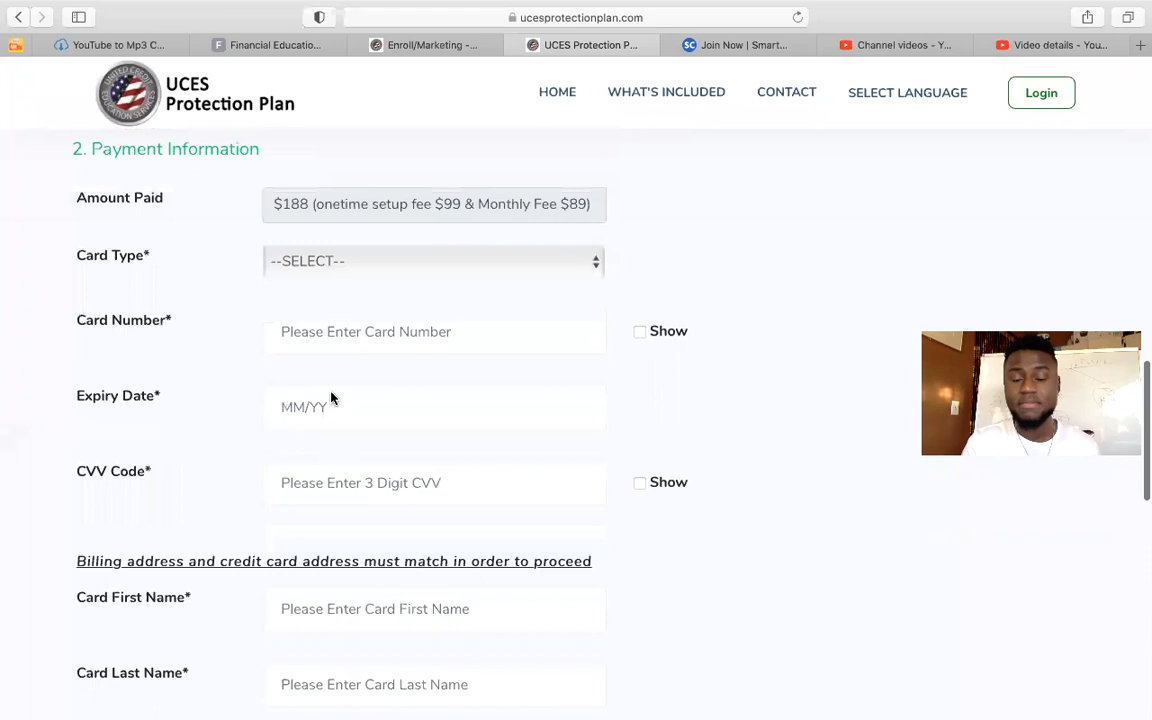 ucesprotectionplan.com
YouTube to Mp3 C...
Financial Educatio...
Enroll/Marketing -...
UCES Protection P...
Join Now | Smart...
Channel videos - Y...
Video details - You...
UCES
Protection Plan
HOME
WHAT'S INCLUDED
CONTACT
SELECT LANGUAGE
Login
2. Payment Information
Amount Paid
$188 (onetime setup fee $99 & Monthly Fee $89)
Card Type*
--SELECT--
Card Number*
Please Enter Card Number
Show
Expiry Date*
MM/YY
CVV Code*
Please Enter 3 Digit CVV
Show
Billing address and credit card address must match in order to proceed
Card First Name*
Please Enter Card First Name
Card Last Name*
Please Enter Card Last Name